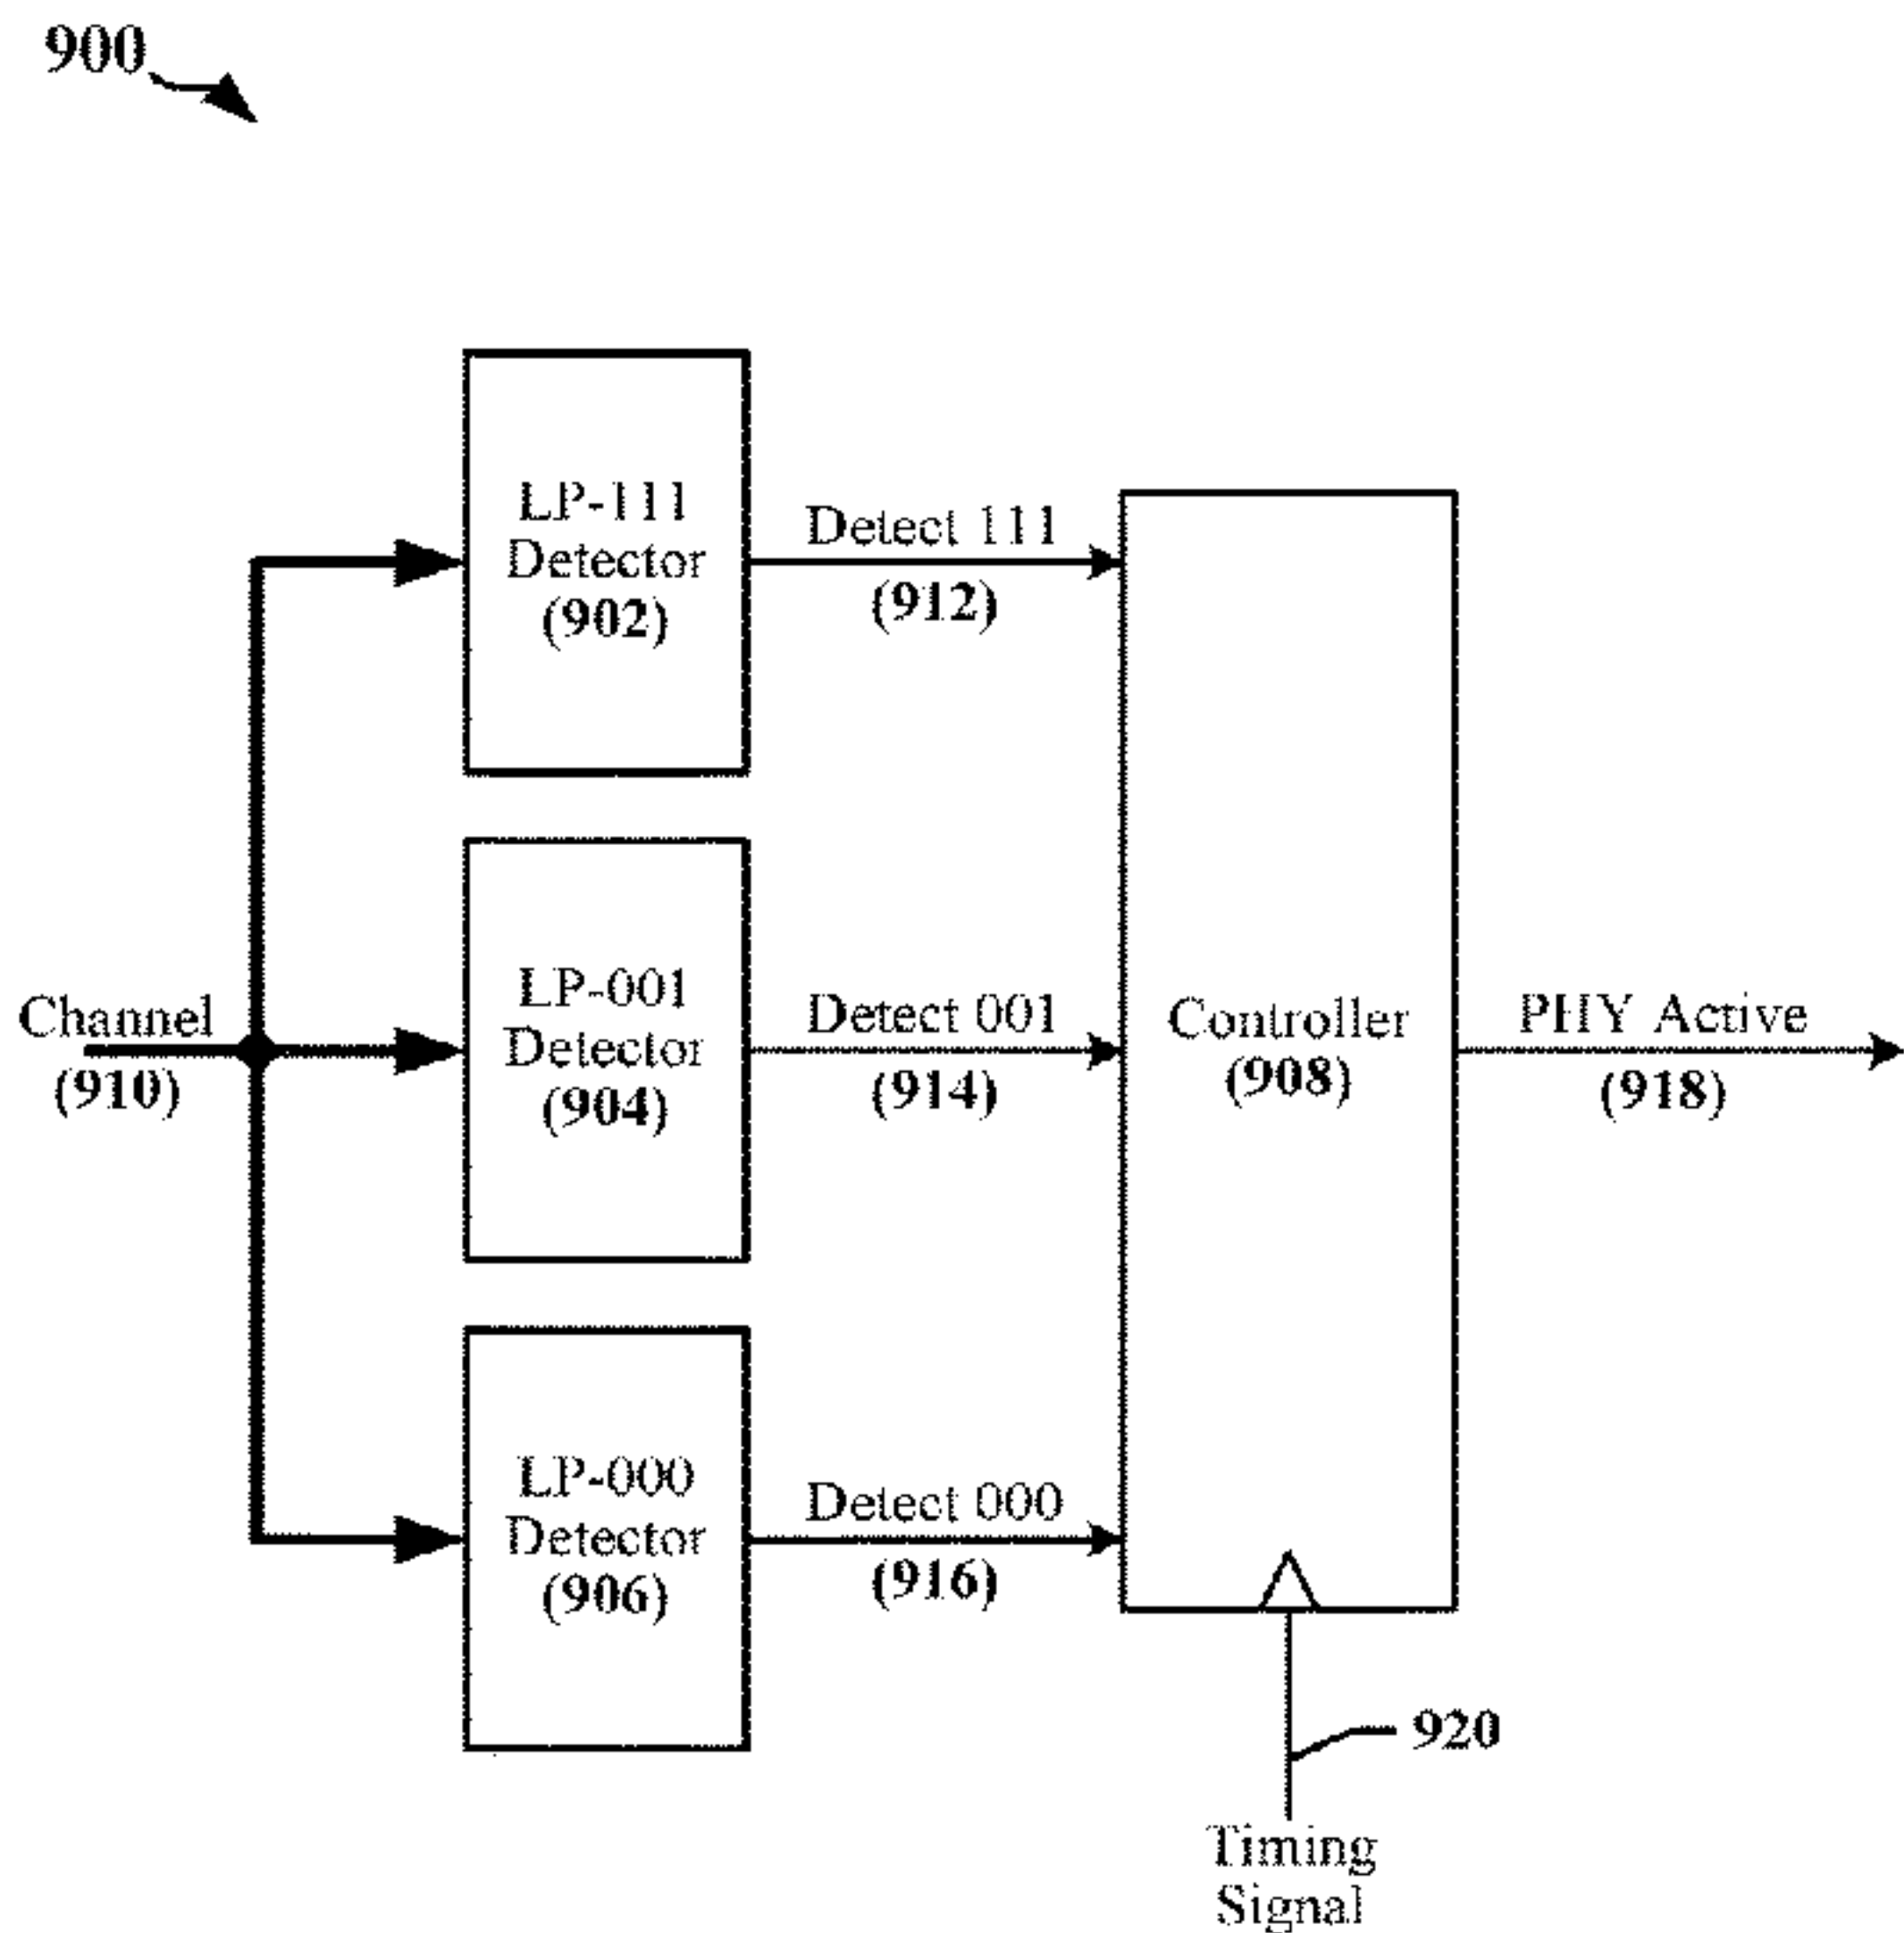 900
LP-111
Detector
(902)
Detect 111
(912)
Channel
(910)
LP-001
Detector
(904)
Detect 001
(914)
Controller
(908)
PHY Active
(918)
LP-000
Detector
(906)
Detect 000
(916)
920
Timing
Signal